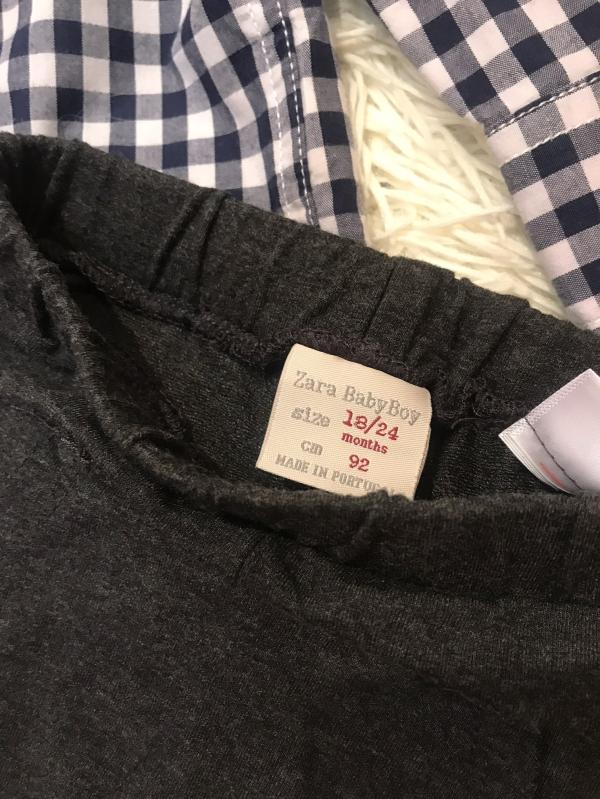 Zara BabyBoy
size 18/24
months
cm 92
MADE IN PORTUGAL